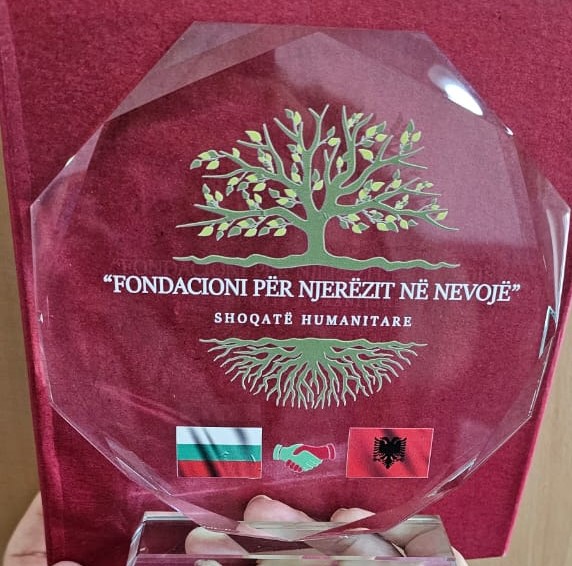 “FONDACIONI PËR NJERËZIT NË NEVOJË”
SHOQATË HUMANITARE